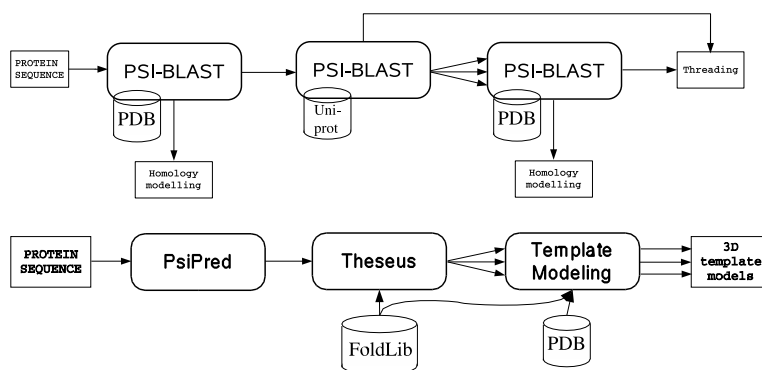 PROTEIN
SEQUENCE
PSI-BLAST
PDB
Homology
modelling
PSI-BLAST
Uni-
prot
PSI-BLAST
PDB
Homology
modelling
Threading
PROTEIN
SEQUENCE
PsiPred
Theseus
Template
Modeling
3D
template
models
FoldLib
PDB